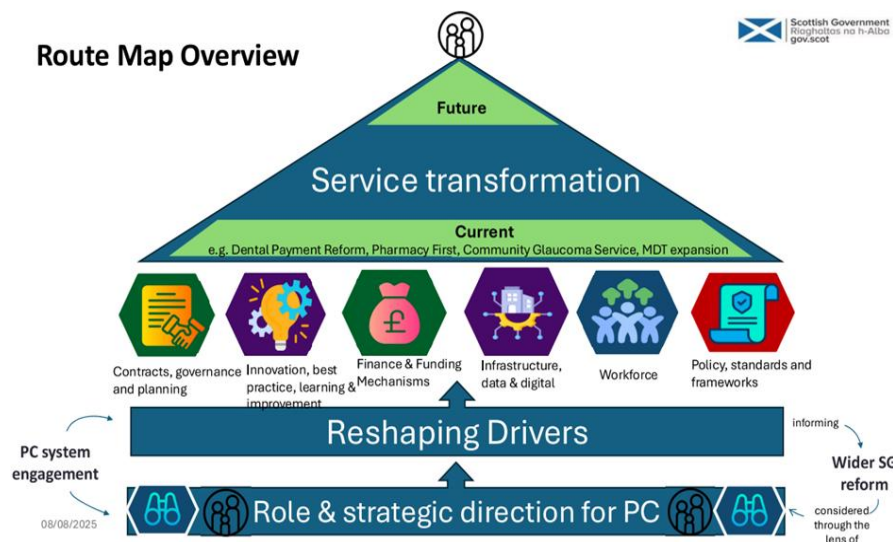 Route Map Overview
Scottish Government
Riaghaltas na h-Alba
gov.scot
Future
Service transformation
Current
e.g. Dental Payment Reform, Pharmacy First, Community Glaucoma Service, MDT expansion
Contracts, governance
and planning
Innovation, best
practice, learning &
improvement
£
Finance & Funding
Mechanisms
Infrastructure,
data & digital
Workforce
Policy, standards and
frameworks
Reshaping Drivers
PC system
engagement
informing
Wider SG
reform
considered
through the
lens of
Role & strategic direction for PC
08/08/2025